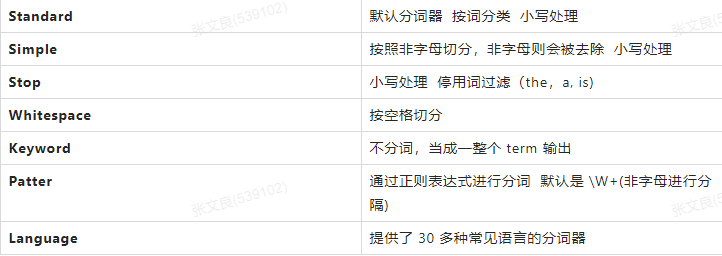 Standard 默认分词器 按词分类 小写处理
Simple 按照非字母切分，非字母则会被去除 小写处理
Stop 小写处理 停用词过滤（the，a, is)
Whitespace 按空格切分
Keyword 不分词，当成一整个 term 输出
Patter 通过正则表达式进行分词 默认是 \W+(非字母进行分
隔)
Language 提供了 30 多种常见语言的分词器
张文良(539102)
张文良(539102)
张文良(5
张文良(5